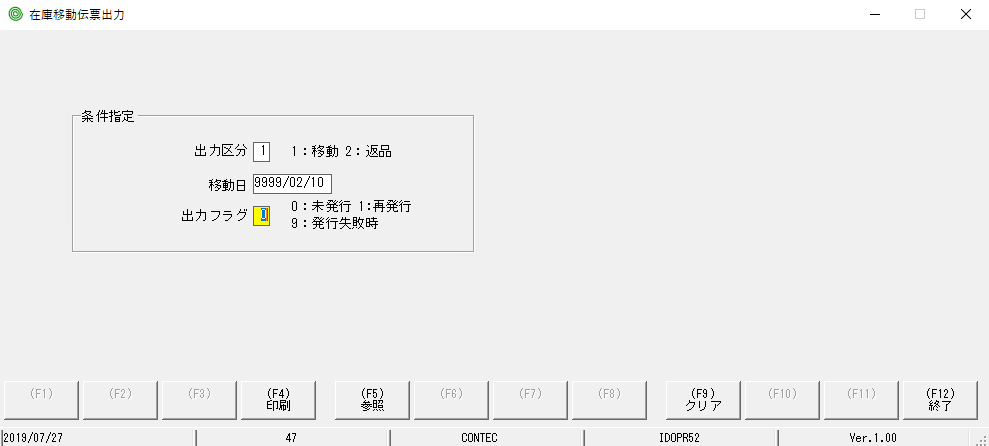 在庫移動伝票出力
条件指定
出力区分 1 1：移動 2：返品
移動日 9999/02/10
出力フラグ 0 0：未発行 1:再発行
9：発行失敗時
(F1) (F2) (F3) (F4) (F5) (F6) (F7) (F8) (F9) (F10) (F11) (F12)
印刷 参照 クリア 終了
2019/07/27 47 CONTEC IDOPR52 Ver.1.00